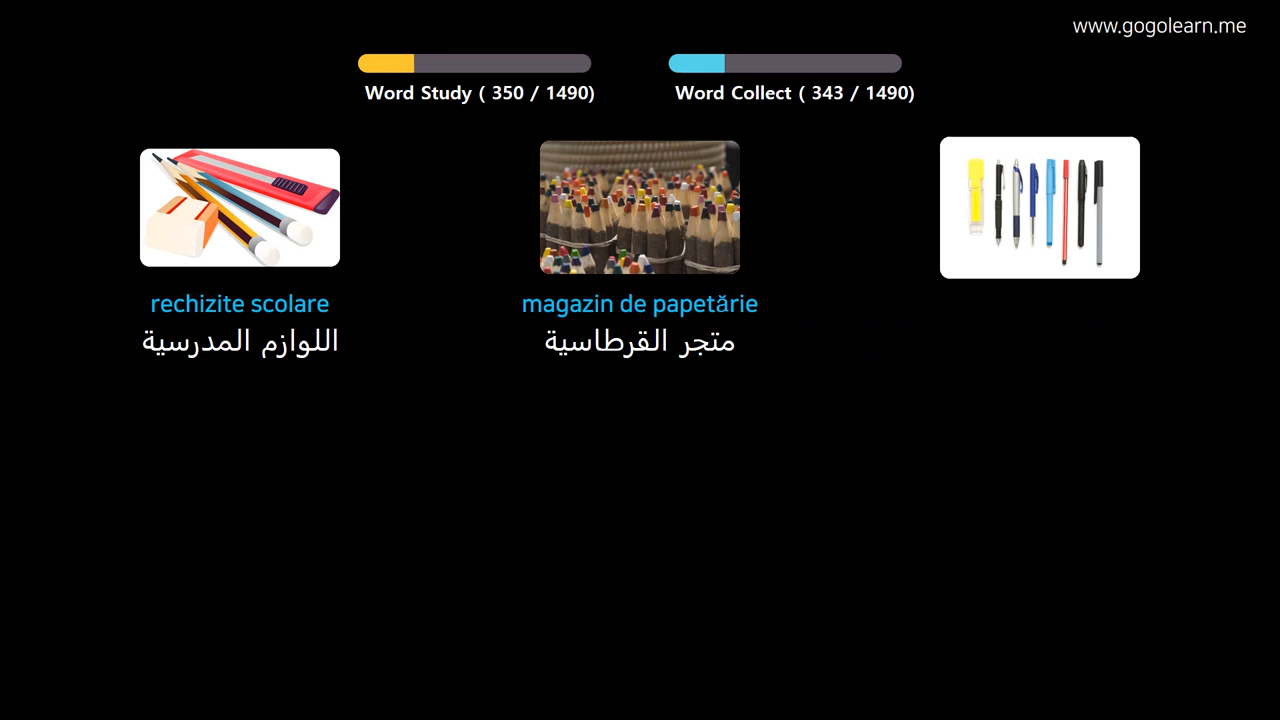 www.gogolearn.me
Word Study ( 350 / 1490)
Word Collect ( 343 / 1490)
rechizite scolare
اللوازم المدرسية
magazin de papetărie
متجر القرطاسية